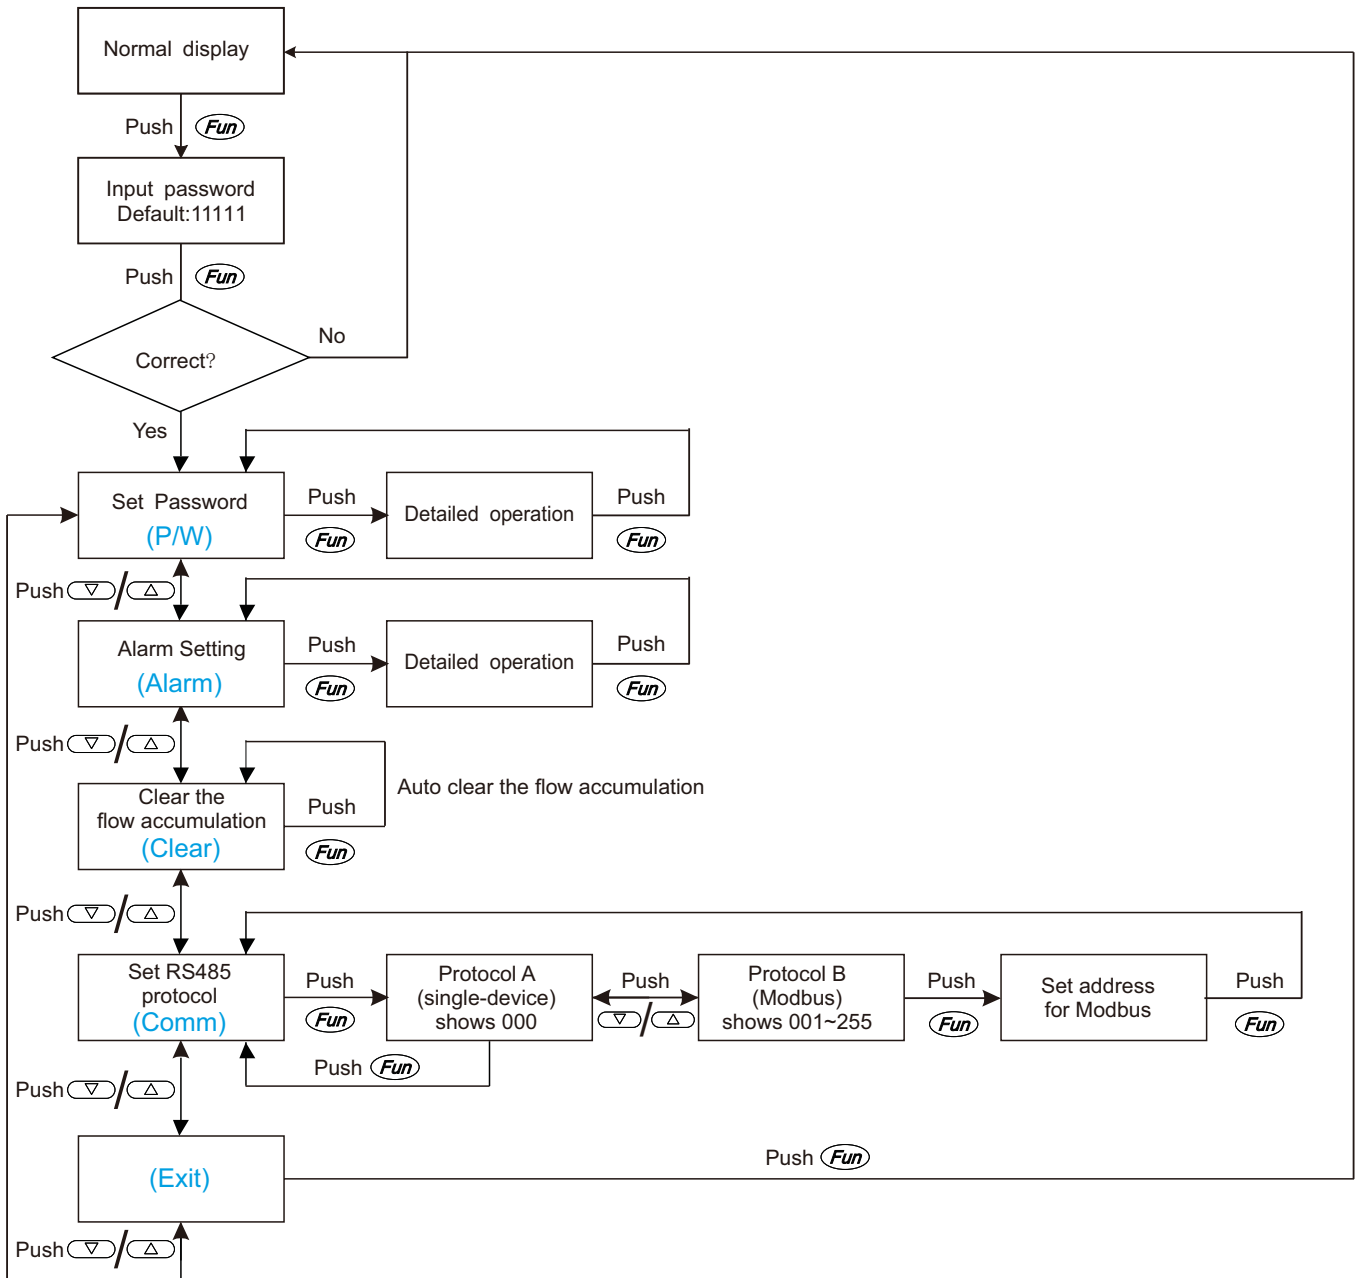 Normal display
Push Fun
Input password
Default:11111
Push Fun
Correct?
No
Yes
Set Password
(P/W)
Push
Fun
Detailed operation
Push
Fun
Push ▽/△
Alarm Setting
(Alarm)
Push
Fun
Detailed operation
Push
Fun
Push ▽/△
Clear the
flow accumulation
(Clear)
Push
Fun
Auto clear the flow accumulation
Push ▽/△
Set RS485
protocol
(Comm)
Push
Fun
Protocol A
(single-device)
shows 000
Push
▽/△
Protocol B
(Modbus)
shows 001~255
Push
Fun
Set address
for Modbus
Push
Fun
Push Fun
Push ▽/△
(Exit)
Push Fun
Push ▽/△